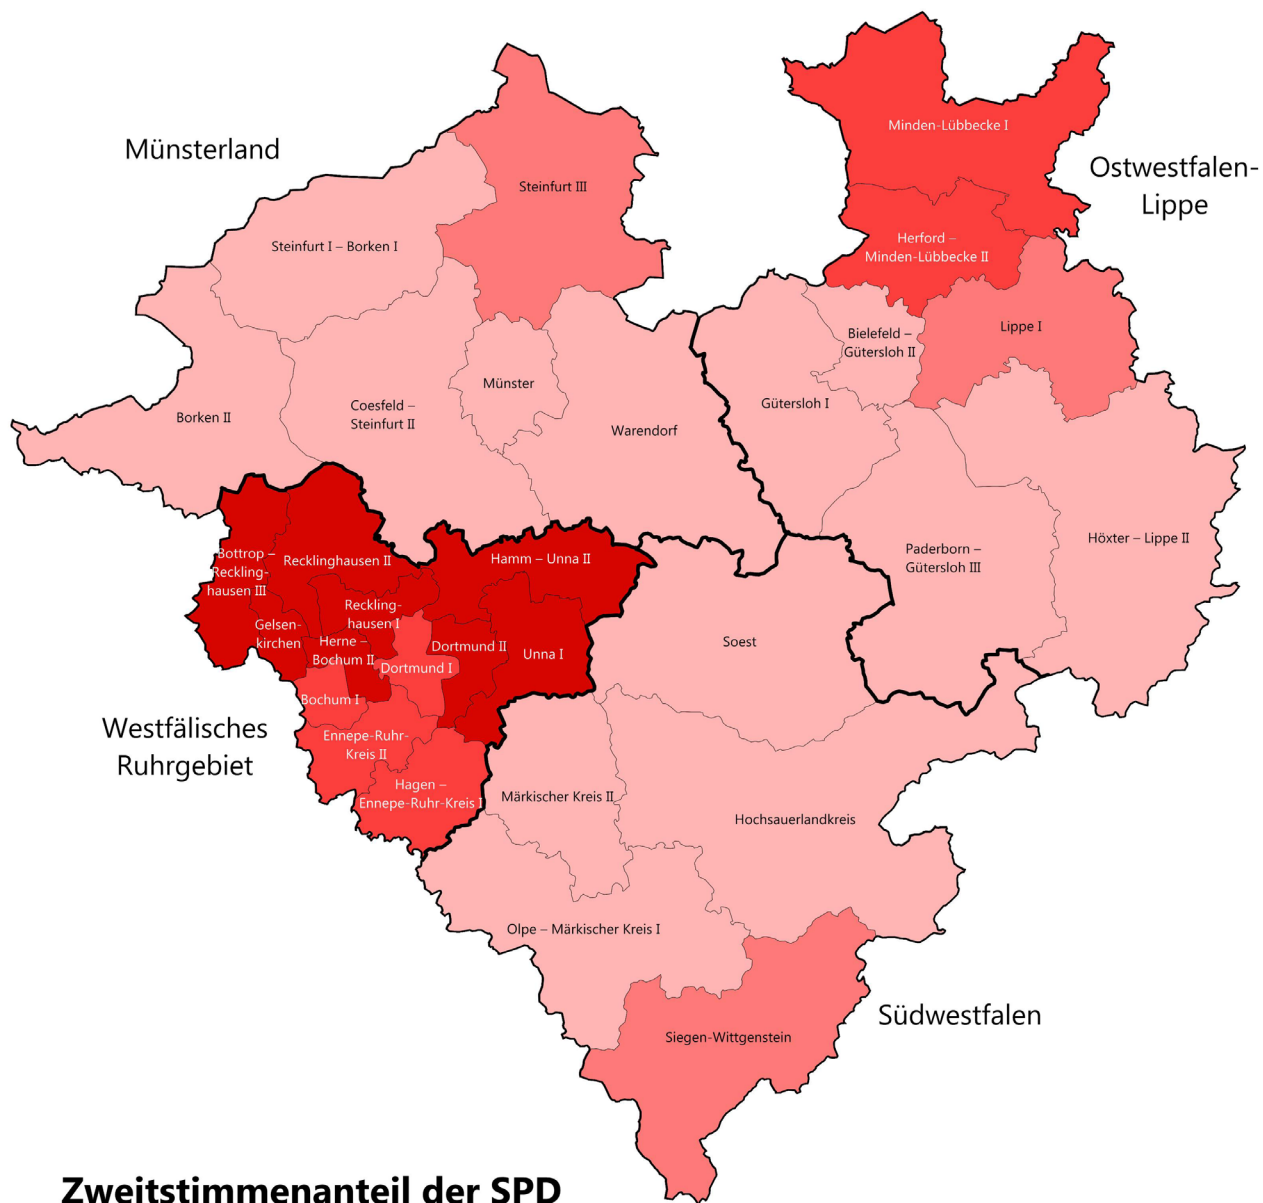 Minden-Lübbecke I
Münsterland
Ostwestfalen-
Lippe
Steinfurt III
Steinfurt I – Borken I
Herford –
Minden-Lübbecke II
Lippe I
Bielefeld –
Gütersloh II
Münster
Gütersloh I
Borken II
Coesfeld –
Steinfurt II
Warendorf
Höxter – Lippe II
Paderborn –
Gütersloh III
Bottrop –
Reckling-
hausen III
Recklinghausen II
Hamm – Unna II
Reckling-
hausen I
Gelsen-
kirchen
Herne –
Bochum II
Dortmund II
Unna I
Soest
Dortmund I
Bochum I
Westfälisches
Ruhrgebiet
Ennepe-Ruhr-
Kreis II
Hagen –
Ennepe-Ruhr-Kreis I
Märkischer Kreis II
Hochsauerlandkreis
Olpe – Märkischer Kreis I
Südwestfalen
Siegen-Wittgenstein
Zweitstimmenanteil der SPD